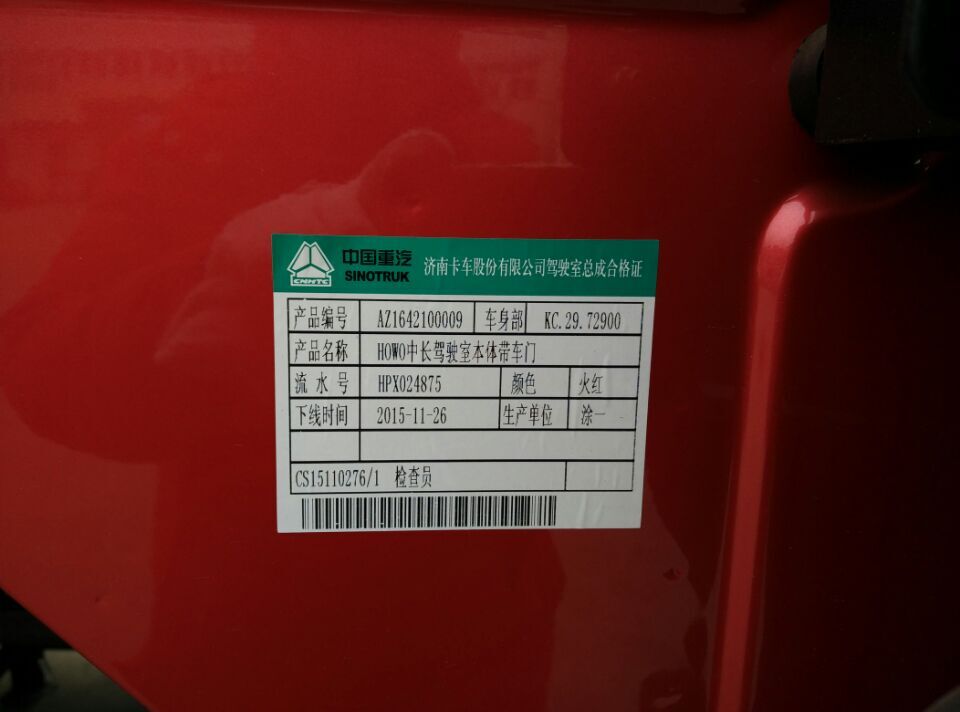 中国重汽
SINOTRUK
CNHTC
济南卡车股份有限公司驾驶室总成合格证
产品编号 AZ1642100009 车身部 KC.29.72900
产品名称 HOWO中长驾驶室本体带车门
流水号 HPX024875 颜色 火红
下线时间 2015-11-26 生产单位 涂一
CS15110276/1 检查员